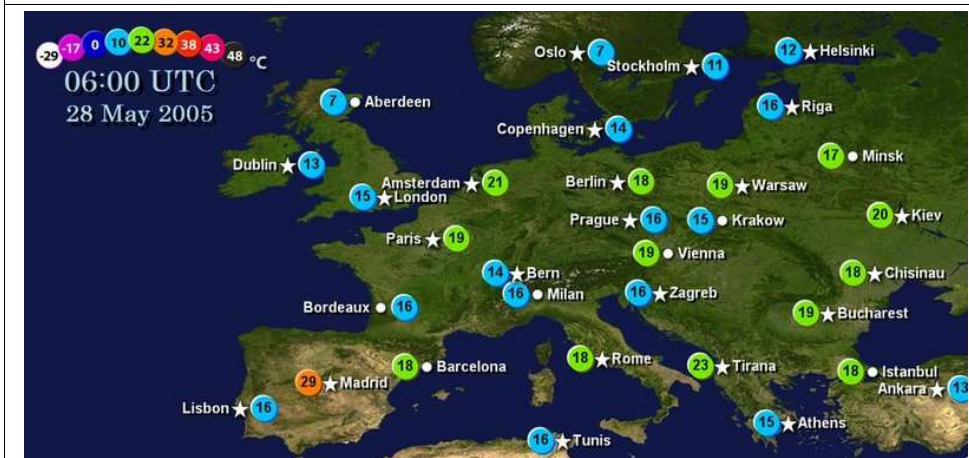 -29 -17 0 10 22 32 38 43 48 °C
06:00 UTC
28 May 2005
Oslo 7
Stockholm 11
12 Helsinki
7 Aberdeen
16 Riga
Copenhagen 14
17 Minsk
Dublin 13
Amsterdam 21
Berlin 18
19 Warsaw
15 London
Prague 16
15 Krakow
20 Kiev
Paris 19
19 Vienna
14 Bern
18 Chisinau
16 Milan
16 Zagreb
Bordeaux 16
19 Bucharest
18 Barcelona
18 Rome
23 Tirana
18 Istanbul
29 Madrid
Ankara 13
Lisbon 16
15 Athens
16 Tunis